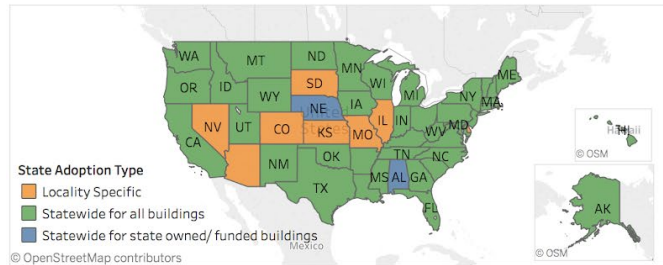 WA
MT
ND
MN
OR
ID
SD
WI
MI
ME
WY
NY
MA
NE
IA
NV
UT
CO
IL
IN
MD
WV
CA
KS
MO
OK
TN
NC
NM
MS
AL
GA
TX
FL
AK
State Adoption Type
Locality Specific
Statewide for all buildings
Statewide for state owned/ funded buildings
Mexico
© OpenStreetMap contributors
© OSM
© OSM